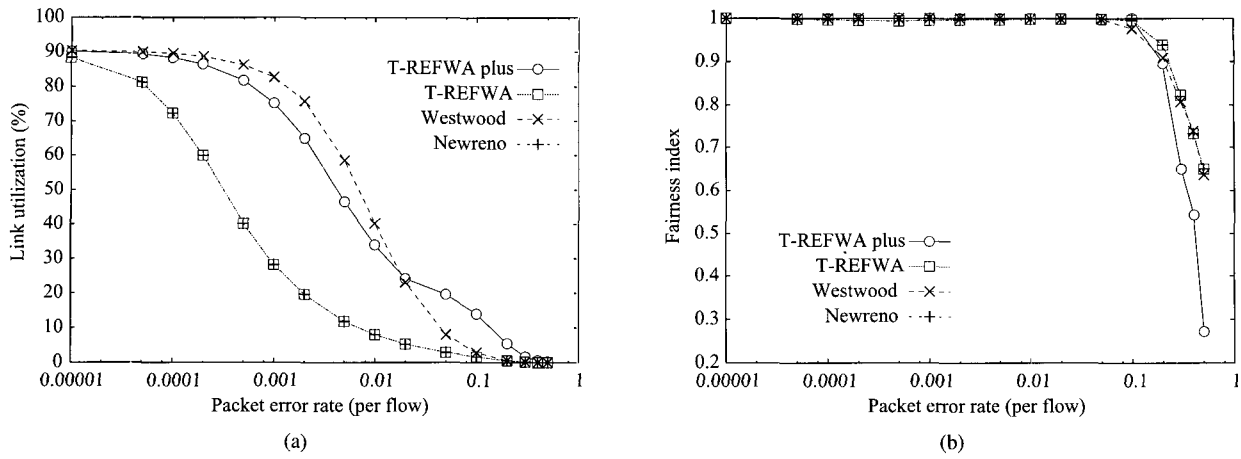 100
90
80
70
60
50
40
30
20
10
0
Link utilization (%)
T-REFWA plus
T-REFWA
Westwood
Newreno
0.00001
0.0001
0.001
0.01
0.1
1
Packet error rate (per flow)
(a)
1
0.9
0.8
0.7
0.6
0.5
0.4
0.3
0.2
Fairness index
T-REFWA plus
T-REFWA
Westwood
Newreno
0.00001
0.0001
0.001
0.01
0.1
1
Packet error rate (per flow)
(b)